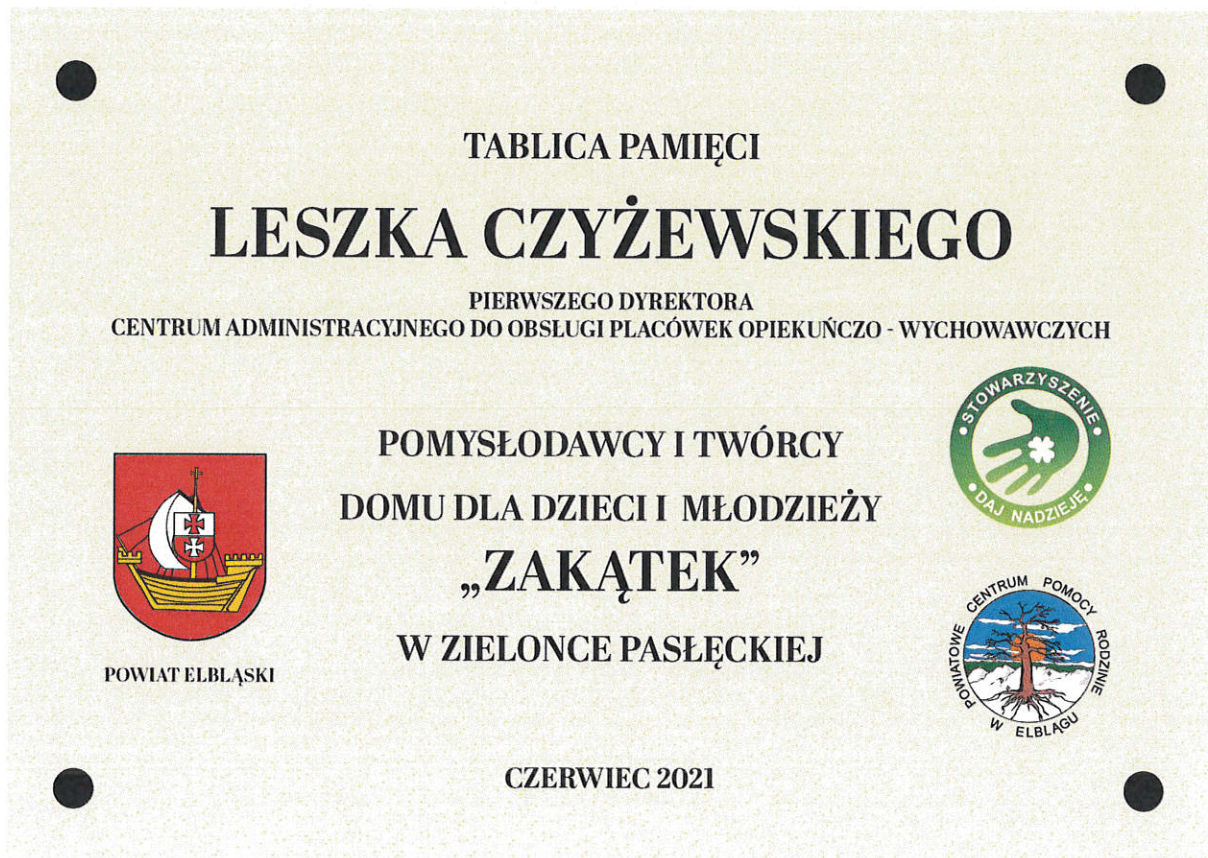 TABLICA PAMIĘCI
LESZKA CZYŻEWSKIEGO
PIERWSZEGO DYREKTORA
CENTRUM ADMINISTRACYJNEGO DO OBSŁUGI PLACÓWEK OPIEKUŃCZO - WYCHOWAWCZYCH
POMYSŁODAWCY I TWÓRCY
DOMU DLA DZIECI I MŁODZIEŻY
„ZAKĄTEK”
W ZIELONCE PASŁĘCKIEJ
POWIAT ELBLĄSKI
• STOWARZYSZENIE •
• DAJ NADZIEJĘ •
POWIATOWE CENTRUM POMOCY RODZINIE
W ELBLĄGU
CZERWIEC 2021